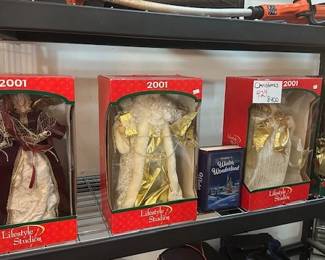 2001
Lifestyle
Studios
2001
Lifestyle
Studios
Winter
Wonderland
2001
Christmas
Lifestyle
Studios